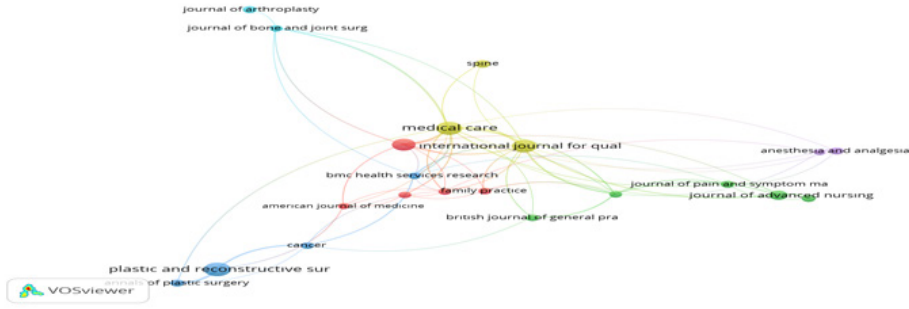 journal of arthroplasty
journal of bone and joint surg
spine
medical care
international journal for qual
anesthesia and analgesia
bmc health services research
family practice
journal of pain and symptom ma
journal of advanced nursing
american journal of medicine
british journal of general pra
cancer
plastic and reconstructive sur
annals of plastic surgery
VOSviewer